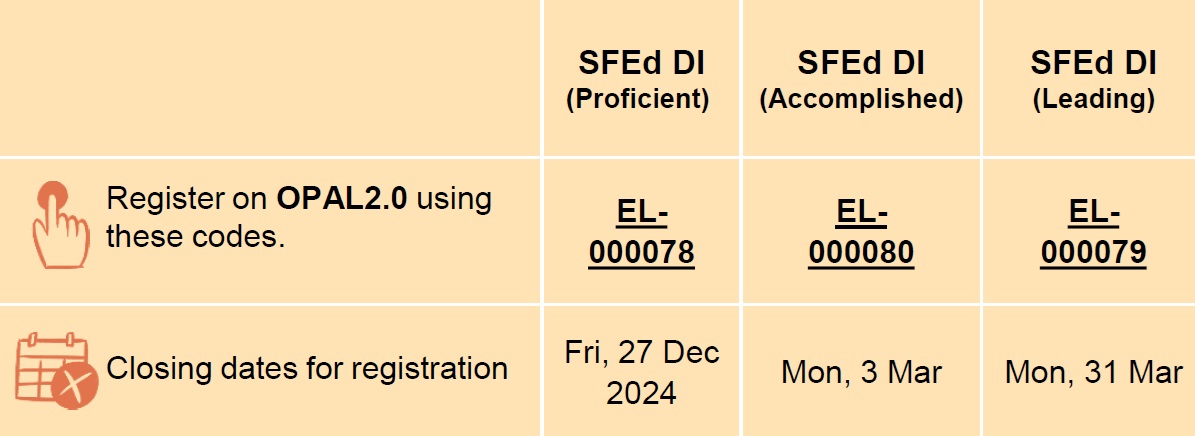 SFEd DI
(Proficient)
SFEd DI
(Accomplished)
SFEd DI
(Leading)
Register on OPAL2.0 using
these codes.
EL-
000078
EL-
000080
EL-
000079
Closing dates for registration
Fri, 27 Dec
2024
Mon, 3 Mar
Mon, 31 Mar